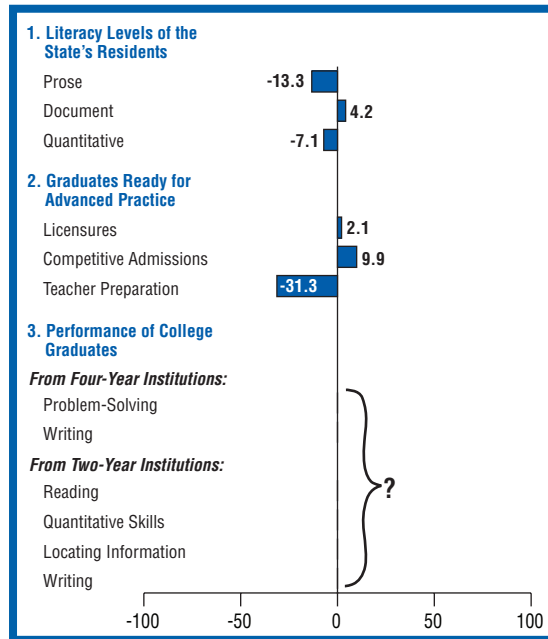 1. Literacy Levels of the
State's Residents
Prose
-13.3
Document
4.2
Quantitative
-7.1
2. Graduates Ready for
Advanced Practice
Licensures
2.1
Competitive Admissions
9.9
Teacher Preparation
-31.3
3. Performance of College
Graduates
From Four-Year Institutions:
Problem-Solving
Writing
From Two-Year Institutions:
Reading
?
Quantitative Skills
Locating Information
Writing
-100 -50 0 50 100